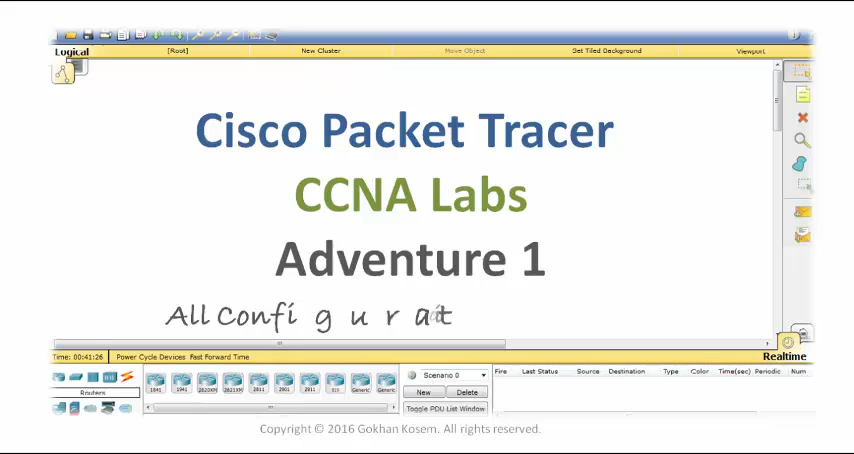 Logical [Root] New Cluster Move Object Set Tiled Background Viewport
Cisco Packet Tracer
CCNA Labs
Adventure 1
All Configurat
Time: 00:41:26 Power Cycle Devices Fast Forward Time Realtime
Scenario 0 Fire Last Status Source Destination Type Color Time(sec) Periodic Num
1841 1941 2620XM 2621XM 2811 2901 2911 Generic Generic
Routers New Delete
Toggle PDU List Window
Copyright © 2016 Gokhan Kosem. All rights reserved.